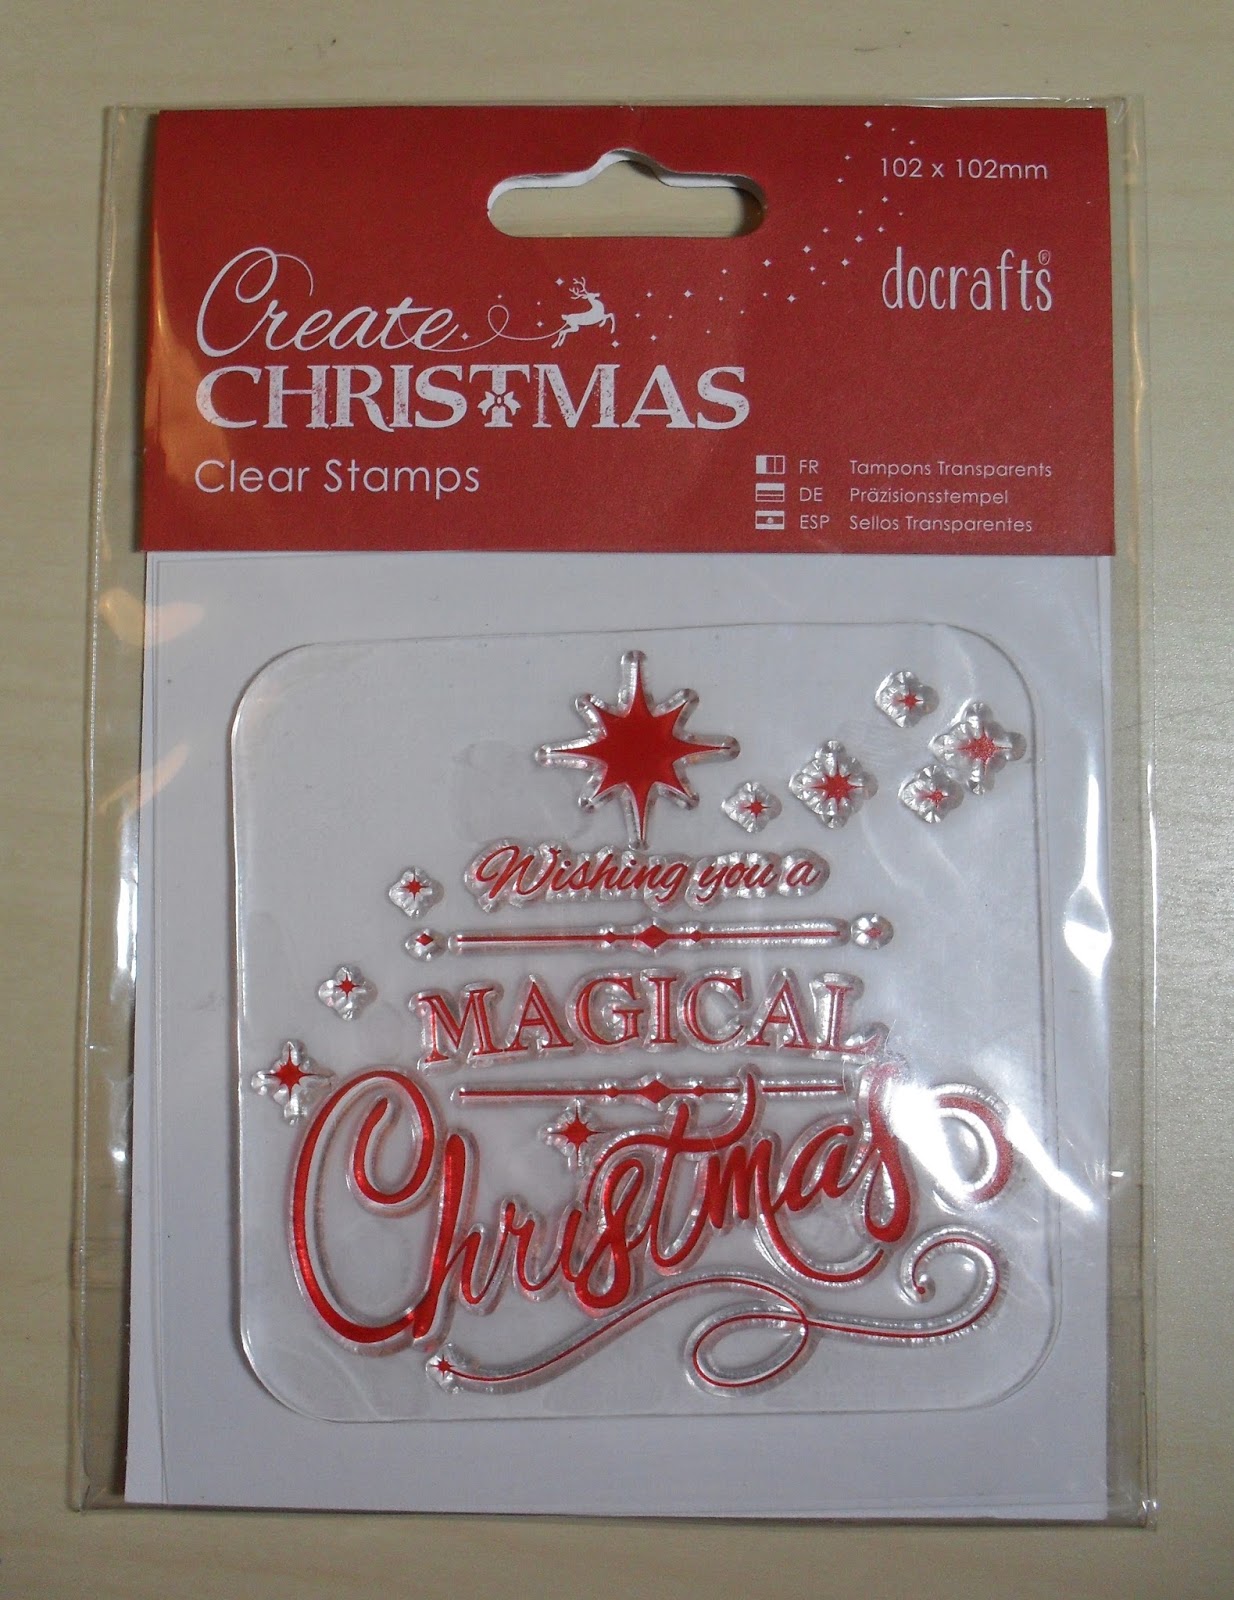 102 x 102mm
docrafts®
Create
CHRISTMAS
Clear Stamps
FR Tampons Transparents
DE Präzisionsstempel
ESP Sellos Transparentes
Wishing you a
MAGICAL
Christmas